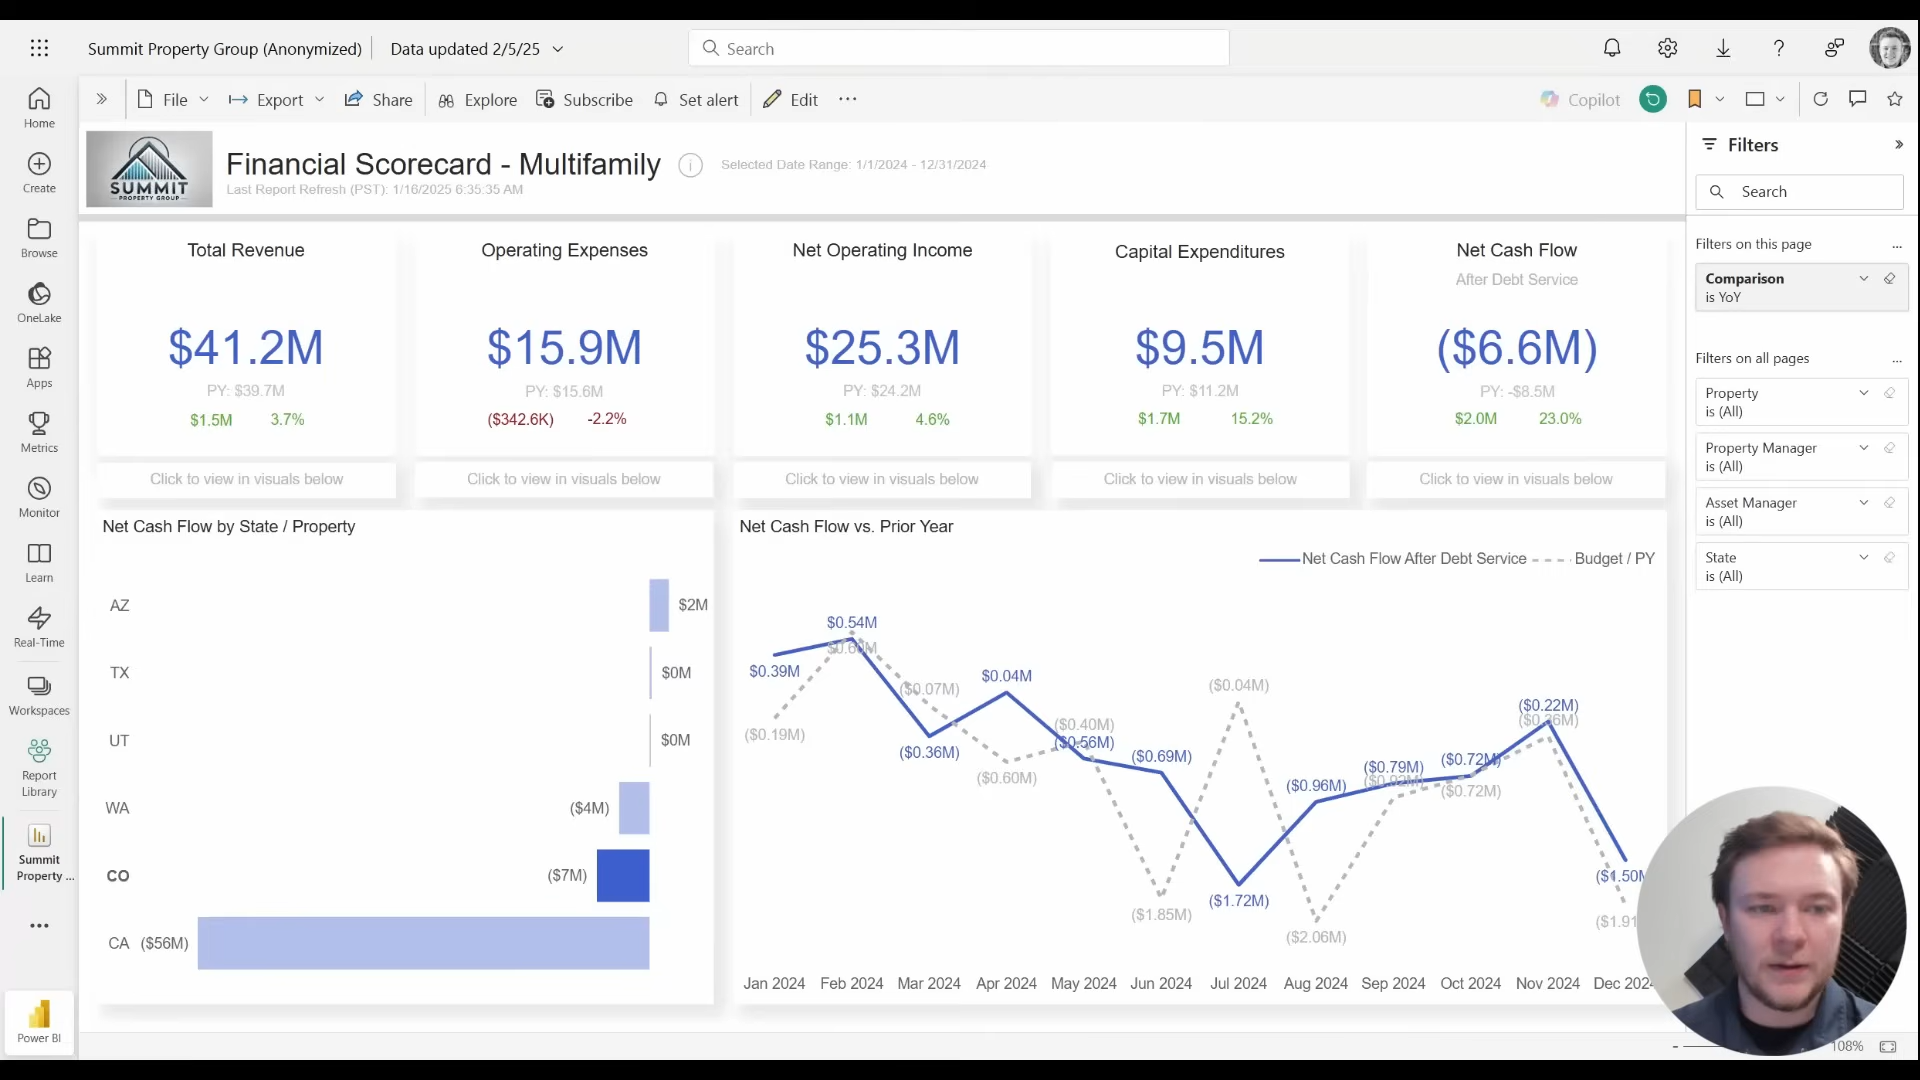 Summit Property Group (Anonymized)
Data updated 2/5/25
Search
Home
Create
Browse
OneLake
Apps
Metrics
Monitor
Learn
Real-Time
Workspaces
Report
Library
Summit
Property ...
Power BI
File
Export
Share
Explore
Subscribe
Set alert
Edit
Copilot
SUMMIT
PROPERTY GROUP
Financial Scorecard - Multifamily
Selected Date Range: 1/1/2024 - 12/31/2024
Last Report Refresh (PST): 1/16/2025 6:35:35 AM
Total Revenue
$41.2M
PY: $39.7M
$1.5M 3.7%
Click to view in visuals below
Operating Expenses
$15.9M
PY: $15.6M
($342.6K) -2.2%
Click to view in visuals below
Net Operating Income
$25.3M
PY: $24.2M
$1.1M 4.6%
Click to view in visuals below
Capital Expenditures
$9.5M
PY: $11.2M
$1.7M 15.2%
Click to view in visuals below
Net Cash Flow
After Debt Service
($6.6M)
PY: -$8.5M
$2.0M 23.0%
Click to view in visuals below
Net Cash Flow by State / Property
AZ $2M
TX $0M
UT $0M
WA ($4M)
CO ($7M)
CA ($56M)
Net Cash Flow vs. Prior Year
Net Cash Flow After Debt Service
Budget / PY
$0.39M
($0.19M)
$0.54M
$0.60M
($0.07M)
($0.36M)
$0.04M
($0.60M)
($0.40M)
($0.56M)
($0.69M)
($1.85M)
($0.04M)
($1.72M)
($0.96M)
($2.06M)
($0.79M)
($0.72M)
($0.72M)
($0.22M)
($0.36M)
($1.50M
($1.91
Jan 2024 Feb 2024 Mar 2024 Apr 2024 May 2024 Jun 2024 Jul 2024 Aug 2024 Sep 2024 Oct 2024 Nov 2024 Dec 2024
Filters
Search
Filters on this page
Comparison
is YoY
Filters on all pages
Property
is (All)
Property Manager
is (All)
Asset Manager
is (All)
State
is (All)
108%